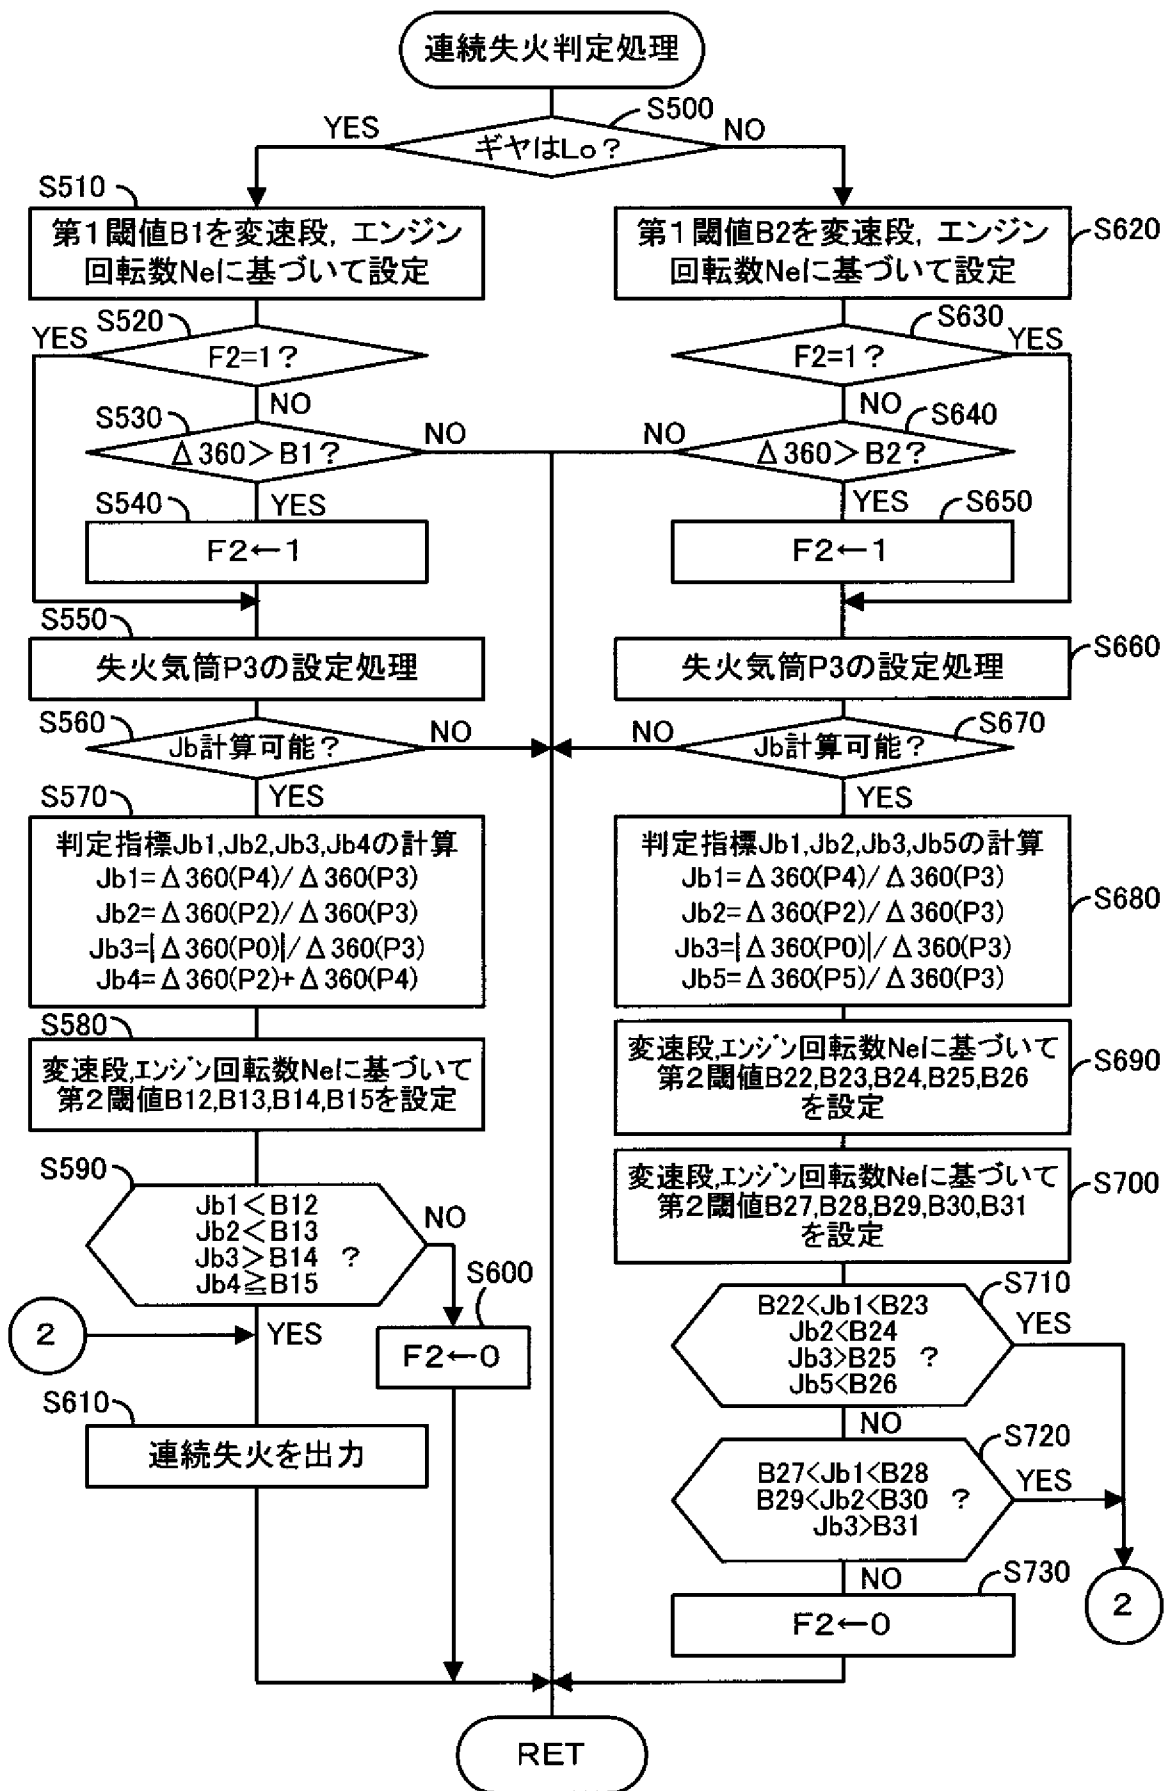 連続失火判定処理
S500
YES
ギヤはLo？
NO
S510
第1閾値B1を変速段, エンジン
回転数Neに基づいて設定
S520
YES
F2=1？
NO
S530
Δ360＞B1？
NO
YES
S540
F2←1
S550
失火気筒P3の設定処理
S560
Jb計算可能？
NO
YES
S570
判定指標Jb1,Jb2,Jb3,Jb4の計算
Jb1=Δ360(P4)/Δ360(P3)
Jb2=Δ360(P2)/Δ360(P3)
Jb3=|Δ360(P0)|/Δ360(P3)
Jb4=Δ360(P2)+Δ360(P4)
S580
変速段,エンジン回転数Neに基づいて
第2閾値B12,B13,B14,B15を設定
S590
Jb1＜B12
Jb2＜B13
Jb3＞B14 ？
Jb4≧B15
NO
S600
F2←0
2
YES
S610
連続失火を出力
第1閾値B2を変速段, エンジン
回転数Neに基づいて設定
S620
S630
F2=1？
YES
NO
S640
NO
Δ360＞B2？
YES
S650
F2←1
失火気筒P3の設定処理
S660
S670
NO
Jb計算可能？
YES
判定指標Jb1,Jb2,Jb3,Jb5の計算
Jb1=Δ360(P4)/Δ360(P3)
Jb2=Δ360(P2)/Δ360(P3)
Jb3=|Δ360(P0)|/Δ360(P3)
Jb5=Δ360(P5)/Δ360(P3)
S680
変速段,エンジン回転数Neに基づいて
第2閾値B22,B23,B24,B25,B26
を設定
S690
変速段,エンジン回転数Neに基づいて
第2閾値B27,B28,B29,B30,B31
を設定
S700
S710
B22<Jb1<B23
Jb2<B24
Jb3>B25 ？
Jb5<B26
YES
NO
S720
B27<Jb1<B28
B29<Jb2<B30 ？
Jb3>B31
YES
NO
S730
F2←0
2
RET